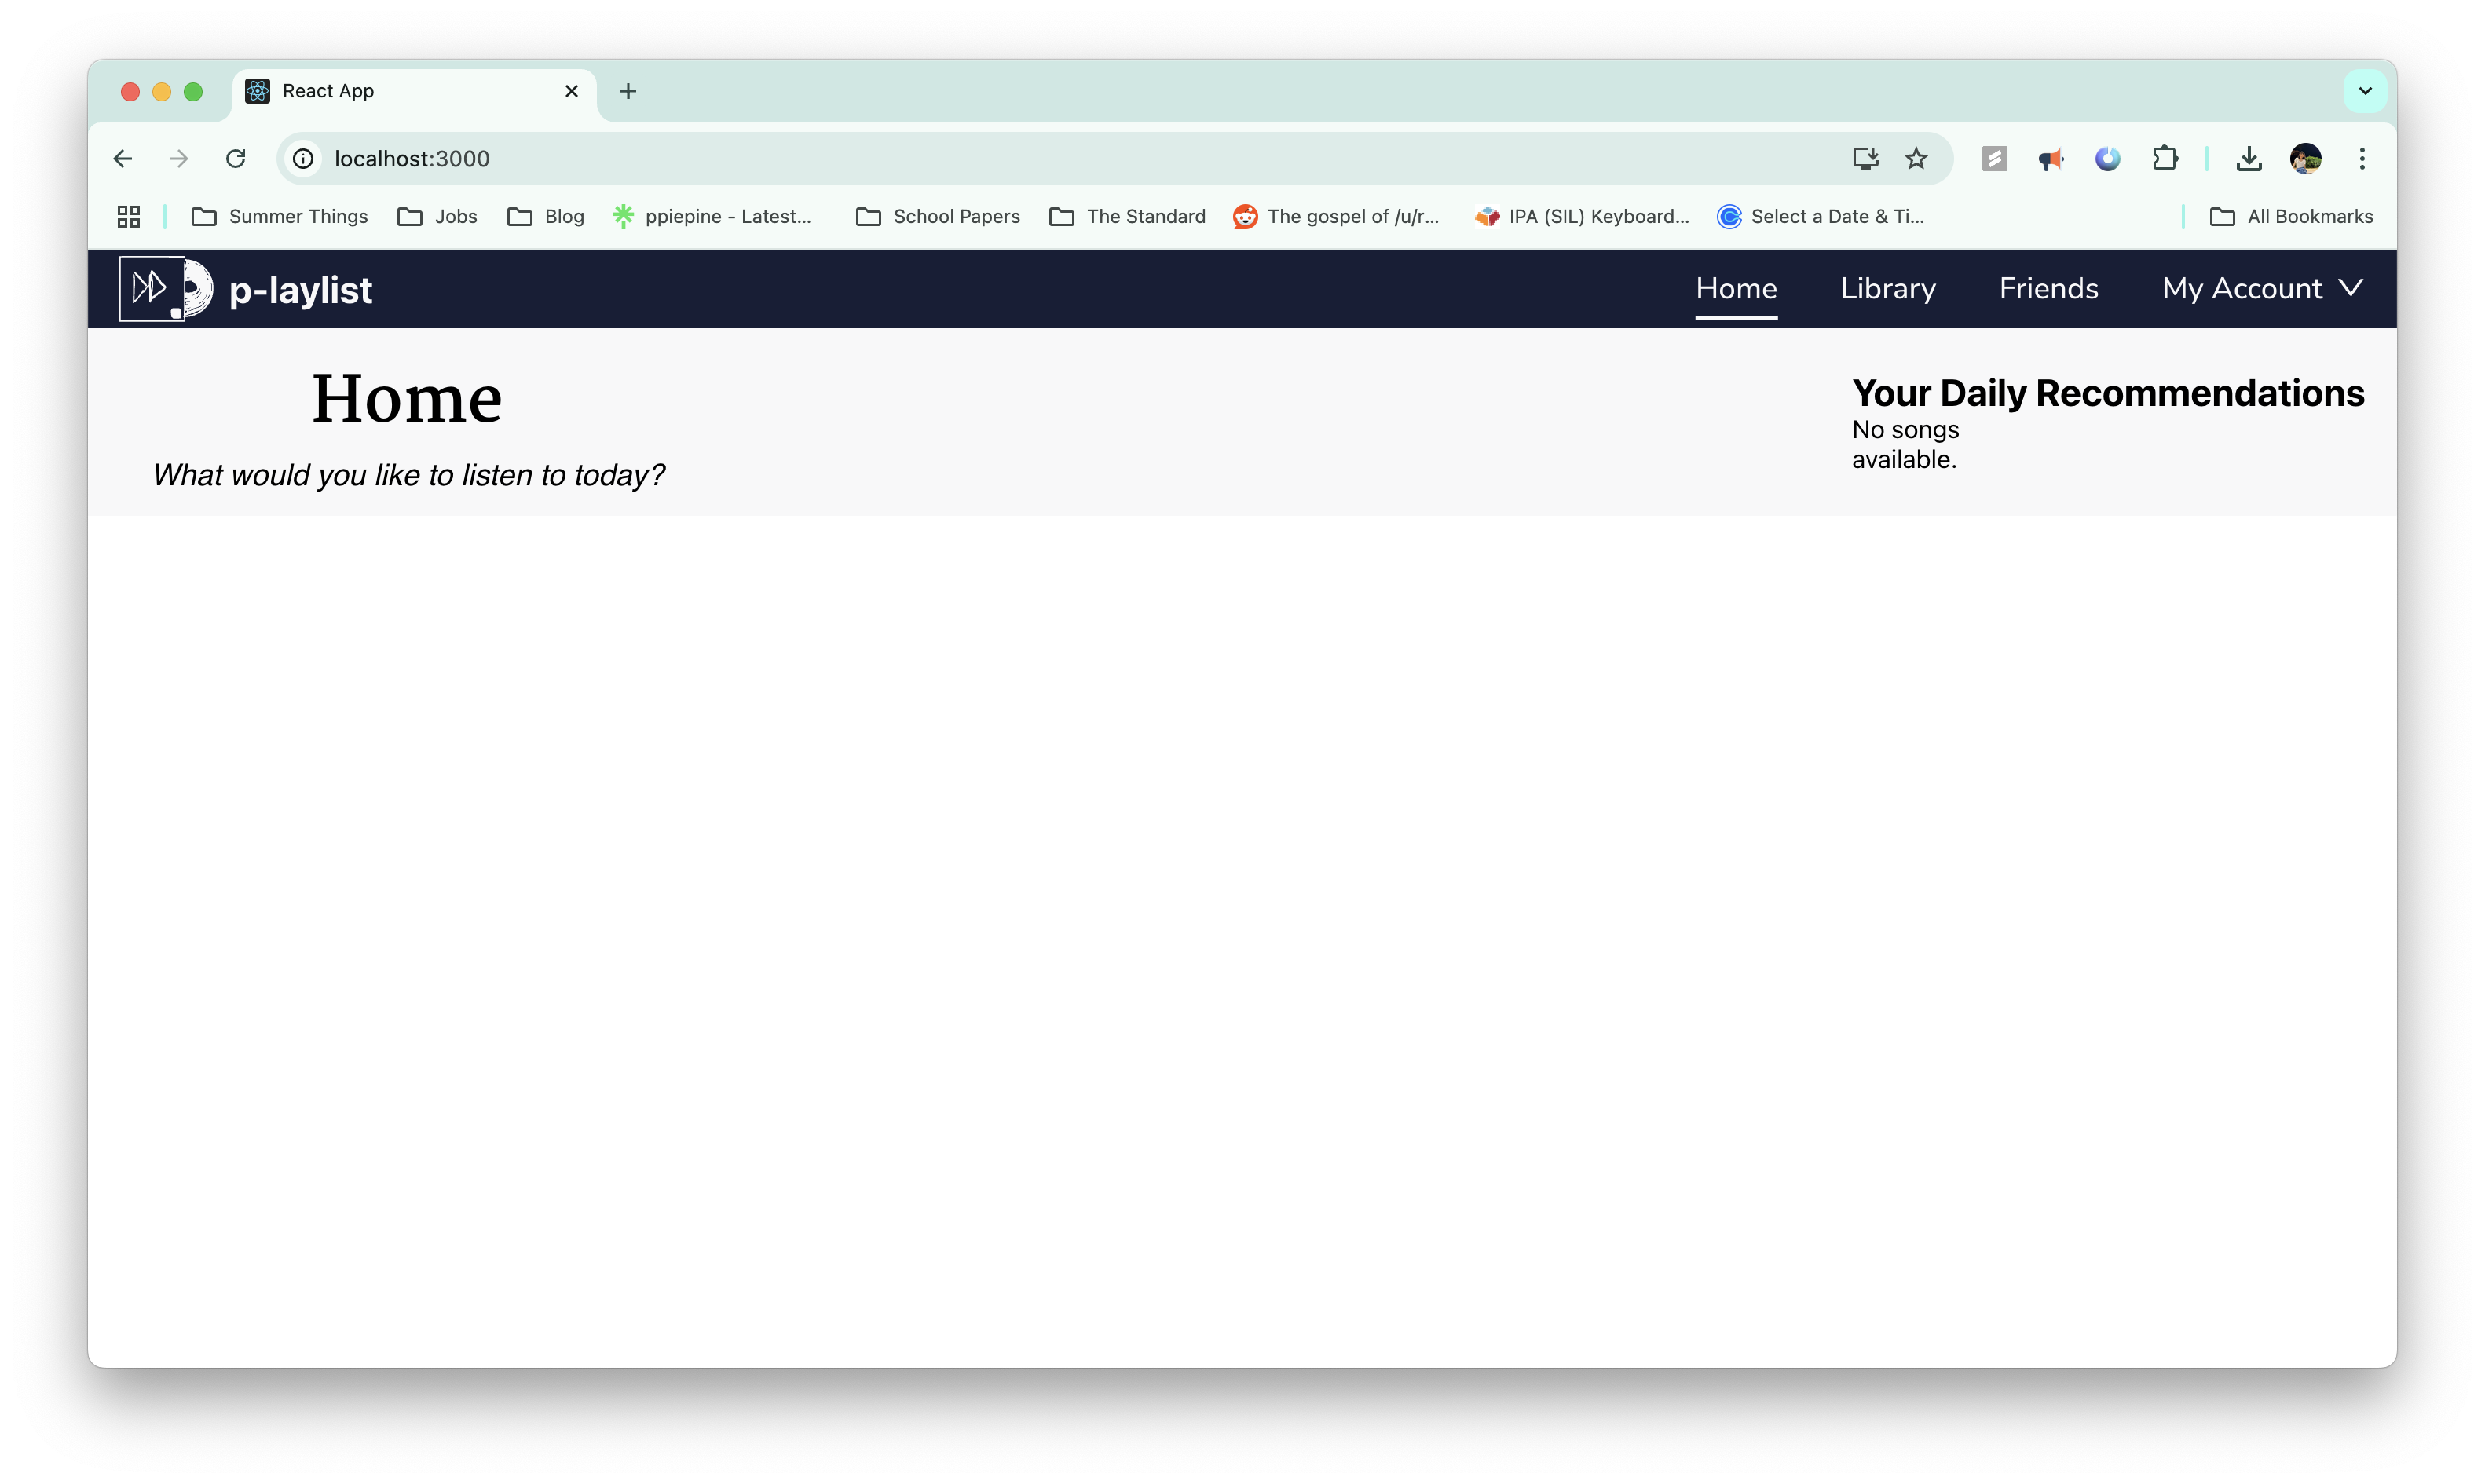 React App
localhost:3000
Summer Things Jobs Blog ppiepine - Latest... School Papers The Standard The gospel of /u/r... IPA (SIL) Keyboard... Select a Date & Ti... All Bookmarks
p-laylist Home Library Friends My Account
Home
What would you like to listen to today?
Your Daily Recommendations
No songs
available.